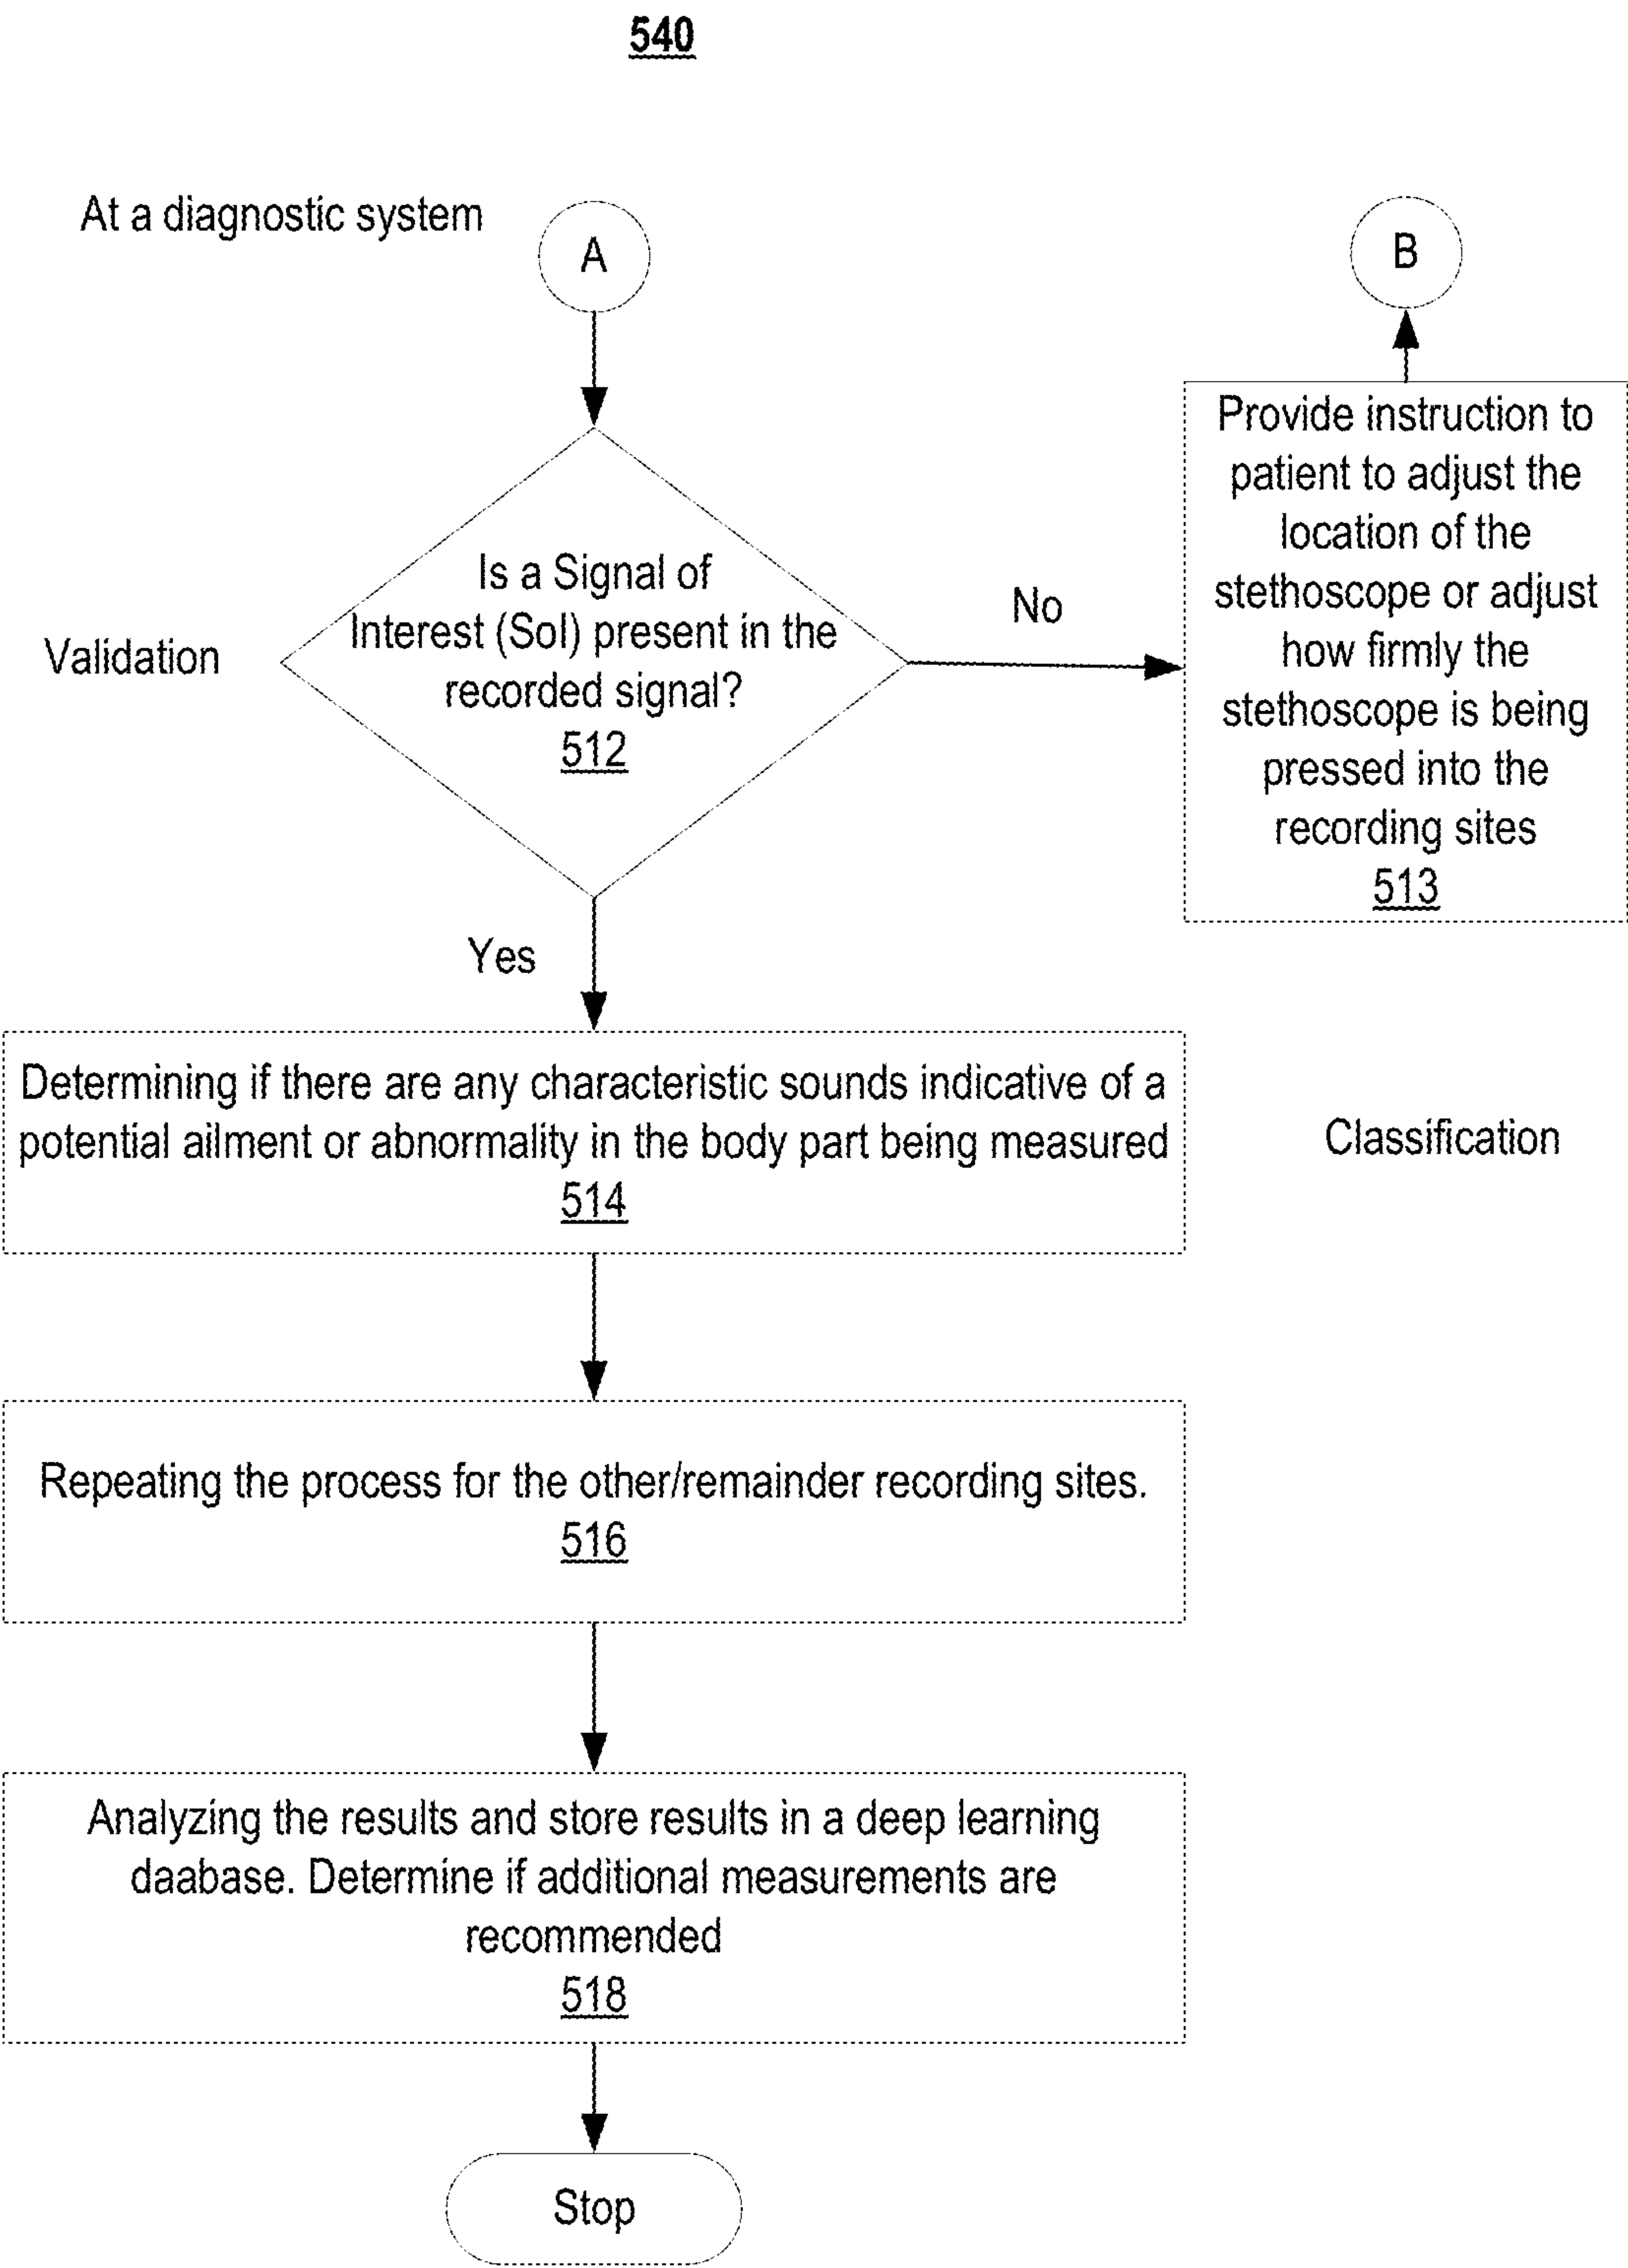 540
At a diagnostic system
A
B
Is a Signal of
Interest (SoI) present in the
recorded signal?
512
Validation
No
Provide instruction to
patient to adjust the
location of the
stethoscope or adjust
how firmly the
stethoscope is being
pressed into the
recording sites
513
Yes
Determining if there are any characteristic sounds indicative of a
potential ailment or abnormality in the body part being measured
514
Classification
Repeating the process for the other/remainder recording sites.
516
Analyzing the results and store results in a deep learning
daabase. Determine if additional measurements are
recommended
518
Stop